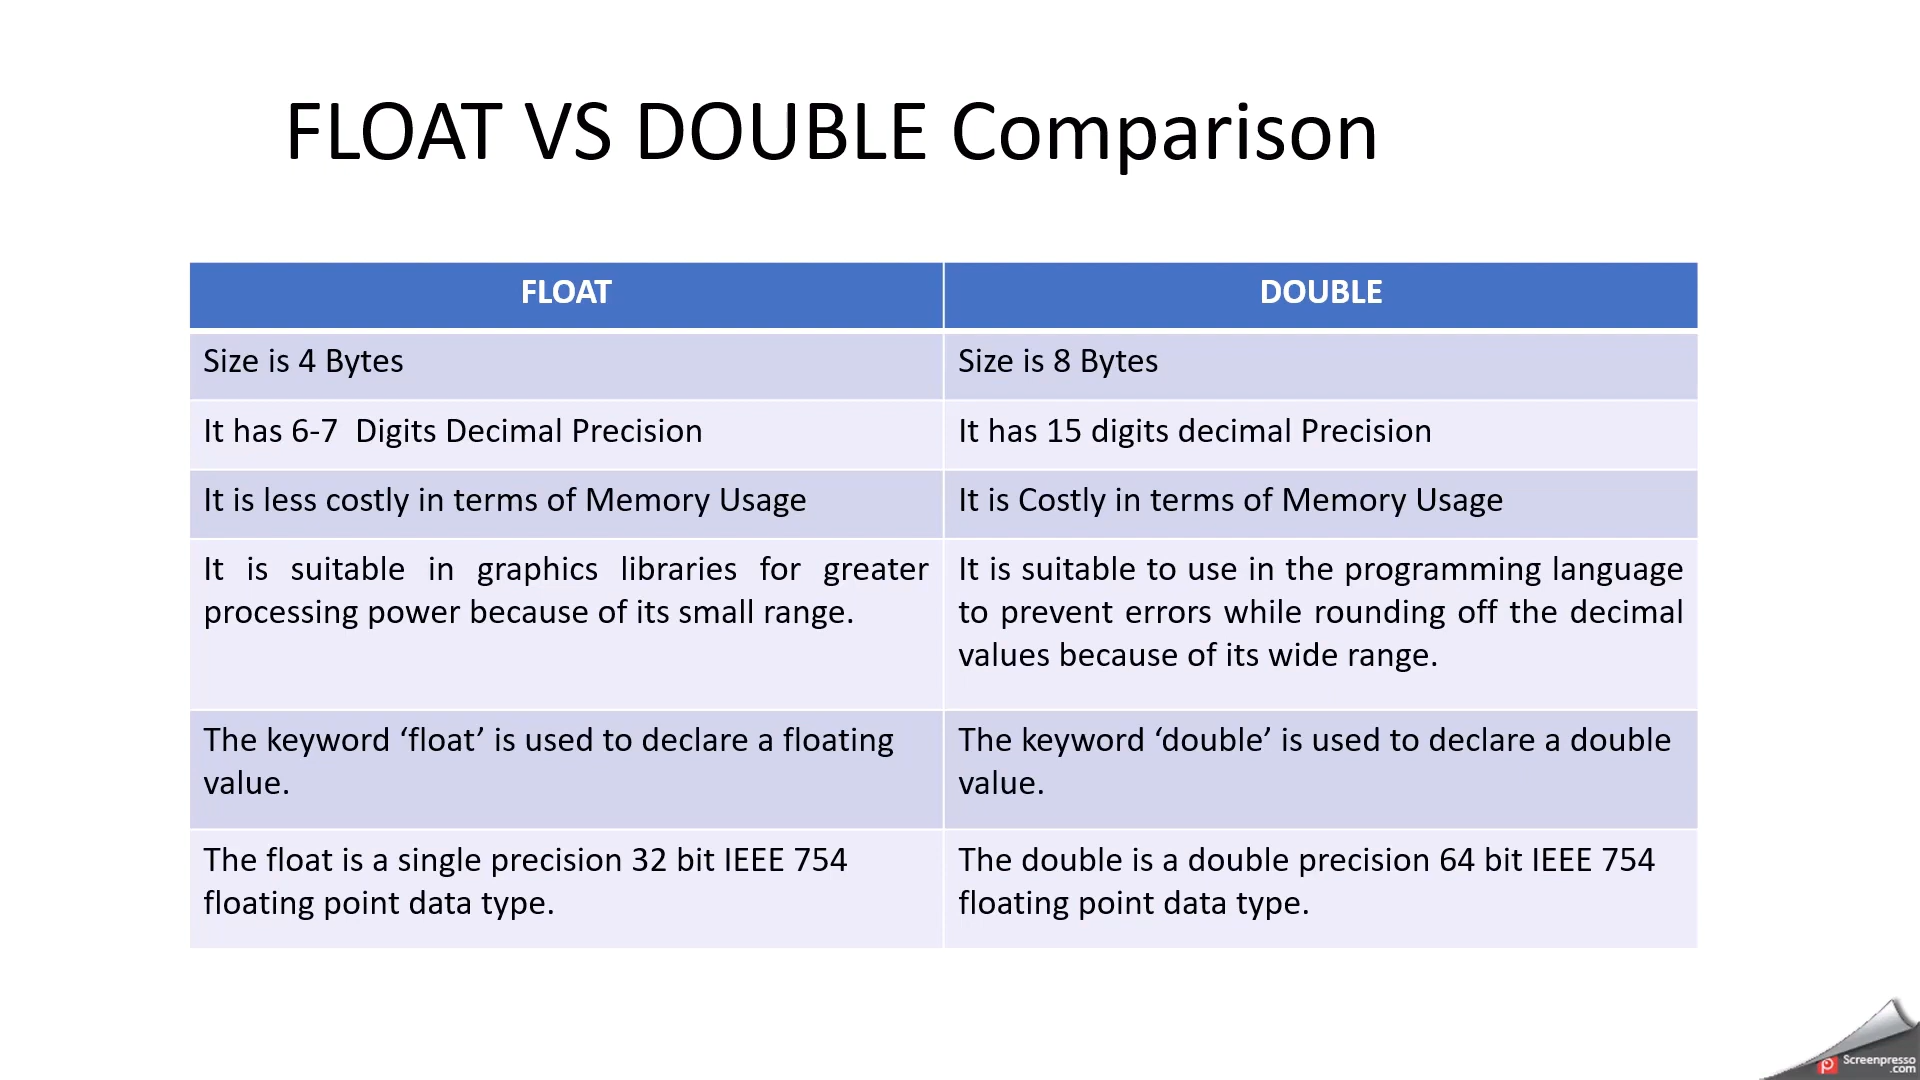 FLOAT VS DOUBLE Comparison
FLOAT
DOUBLE
Size is 4 Bytes
Size is 8 Bytes
It has 6-7  Digits Decimal Precision
It has 15 digits decimal Precision
It is less costly in terms of Memory Usage
It is Costly in terms of Memory Usage
It is suitable in graphics libraries for greater
processing power because of its small range.
It is suitable to use in the programming language
to prevent errors while rounding off the decimal
values because of its wide range.
The keyword ‘float’ is used to declare a floating
value.
The keyword ‘double’ is used to declare a double
value.
The float is a single precision 32 bit IEEE 754
floating point data type.
The double is a double precision 64 bit IEEE 754
floating point data type.
Screenpresso
.com